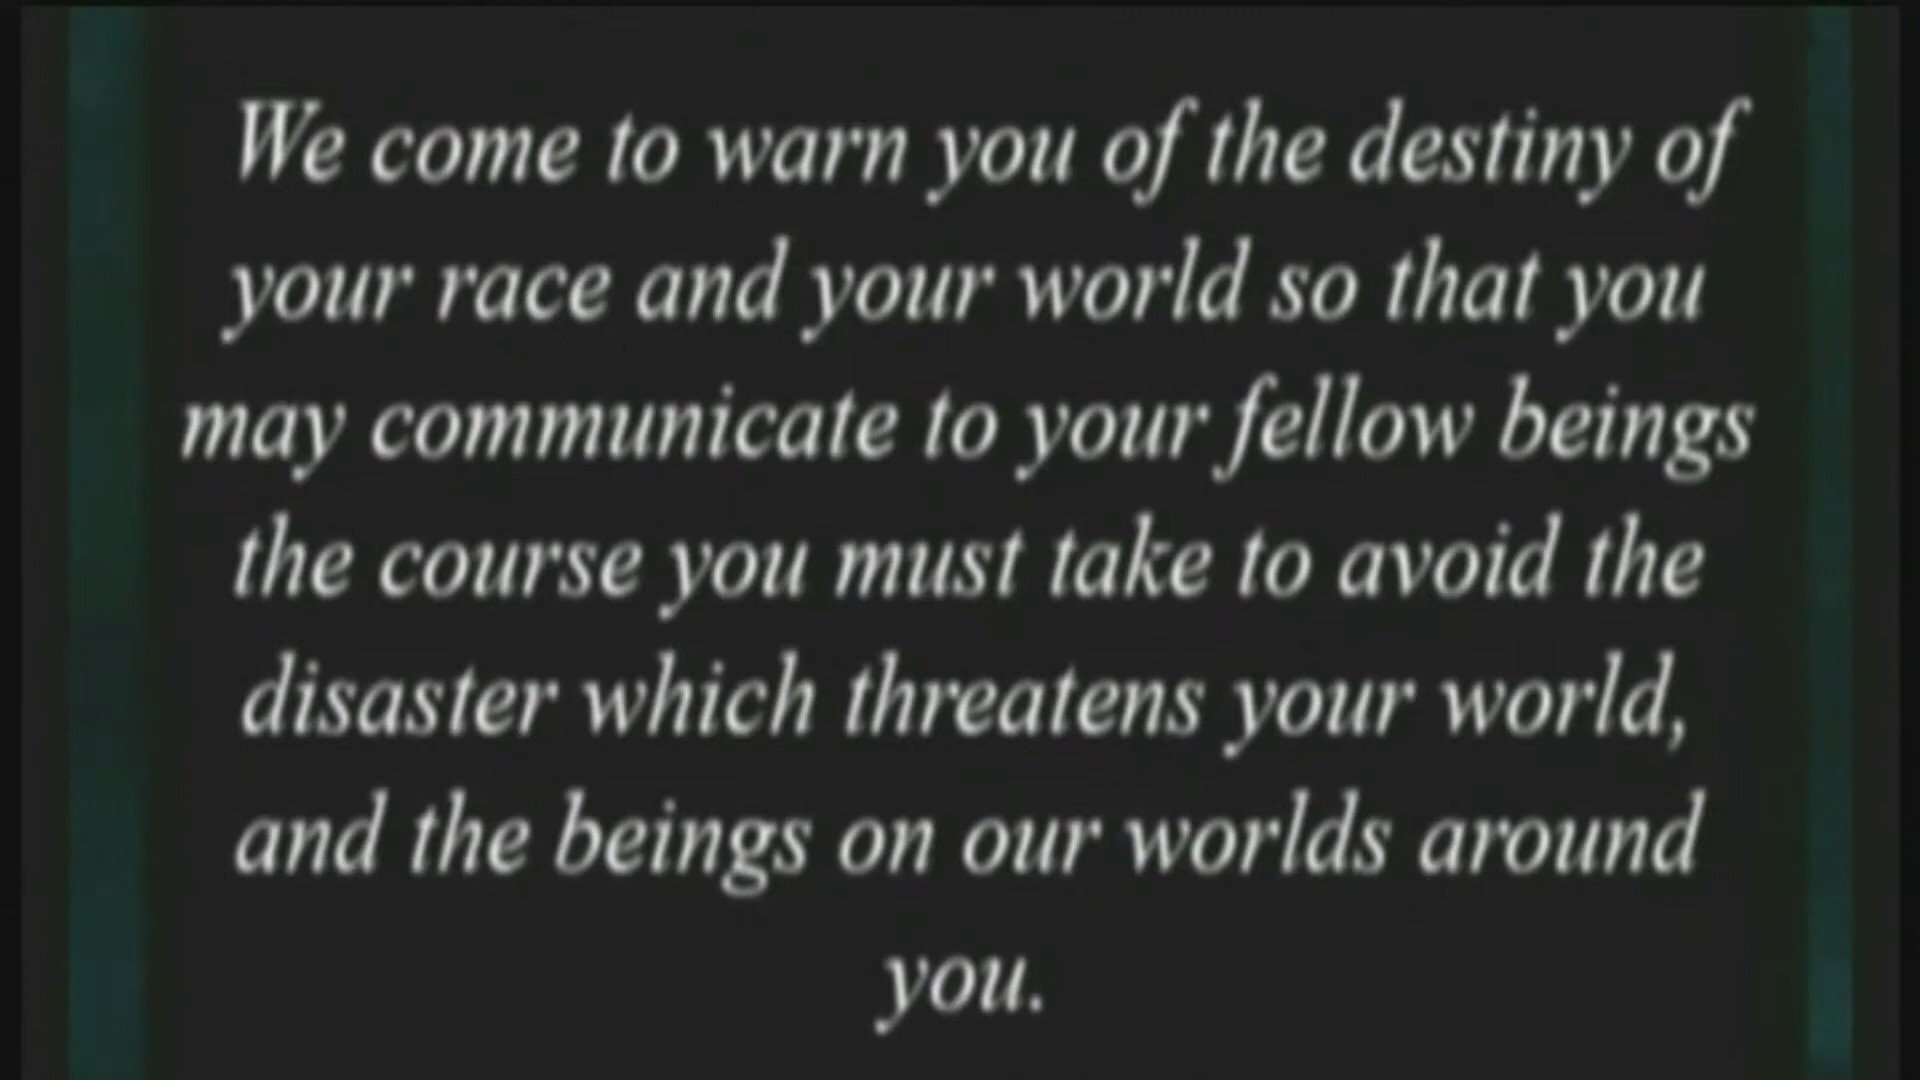 We come to warn you of the destiny of
your race and your world so that you
may communicate to your fellow beings
the course you must take to avoid the
disaster which threatens your world,
and the beings on our worlds around
you.